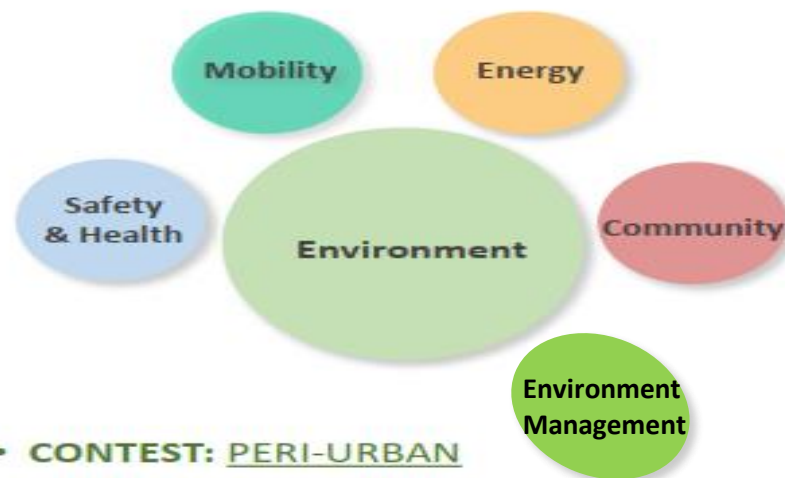 Mobility
Energy
Safety
& Health
Environment
Community
Environment
Management
• CONTEST: PERI-URBAN